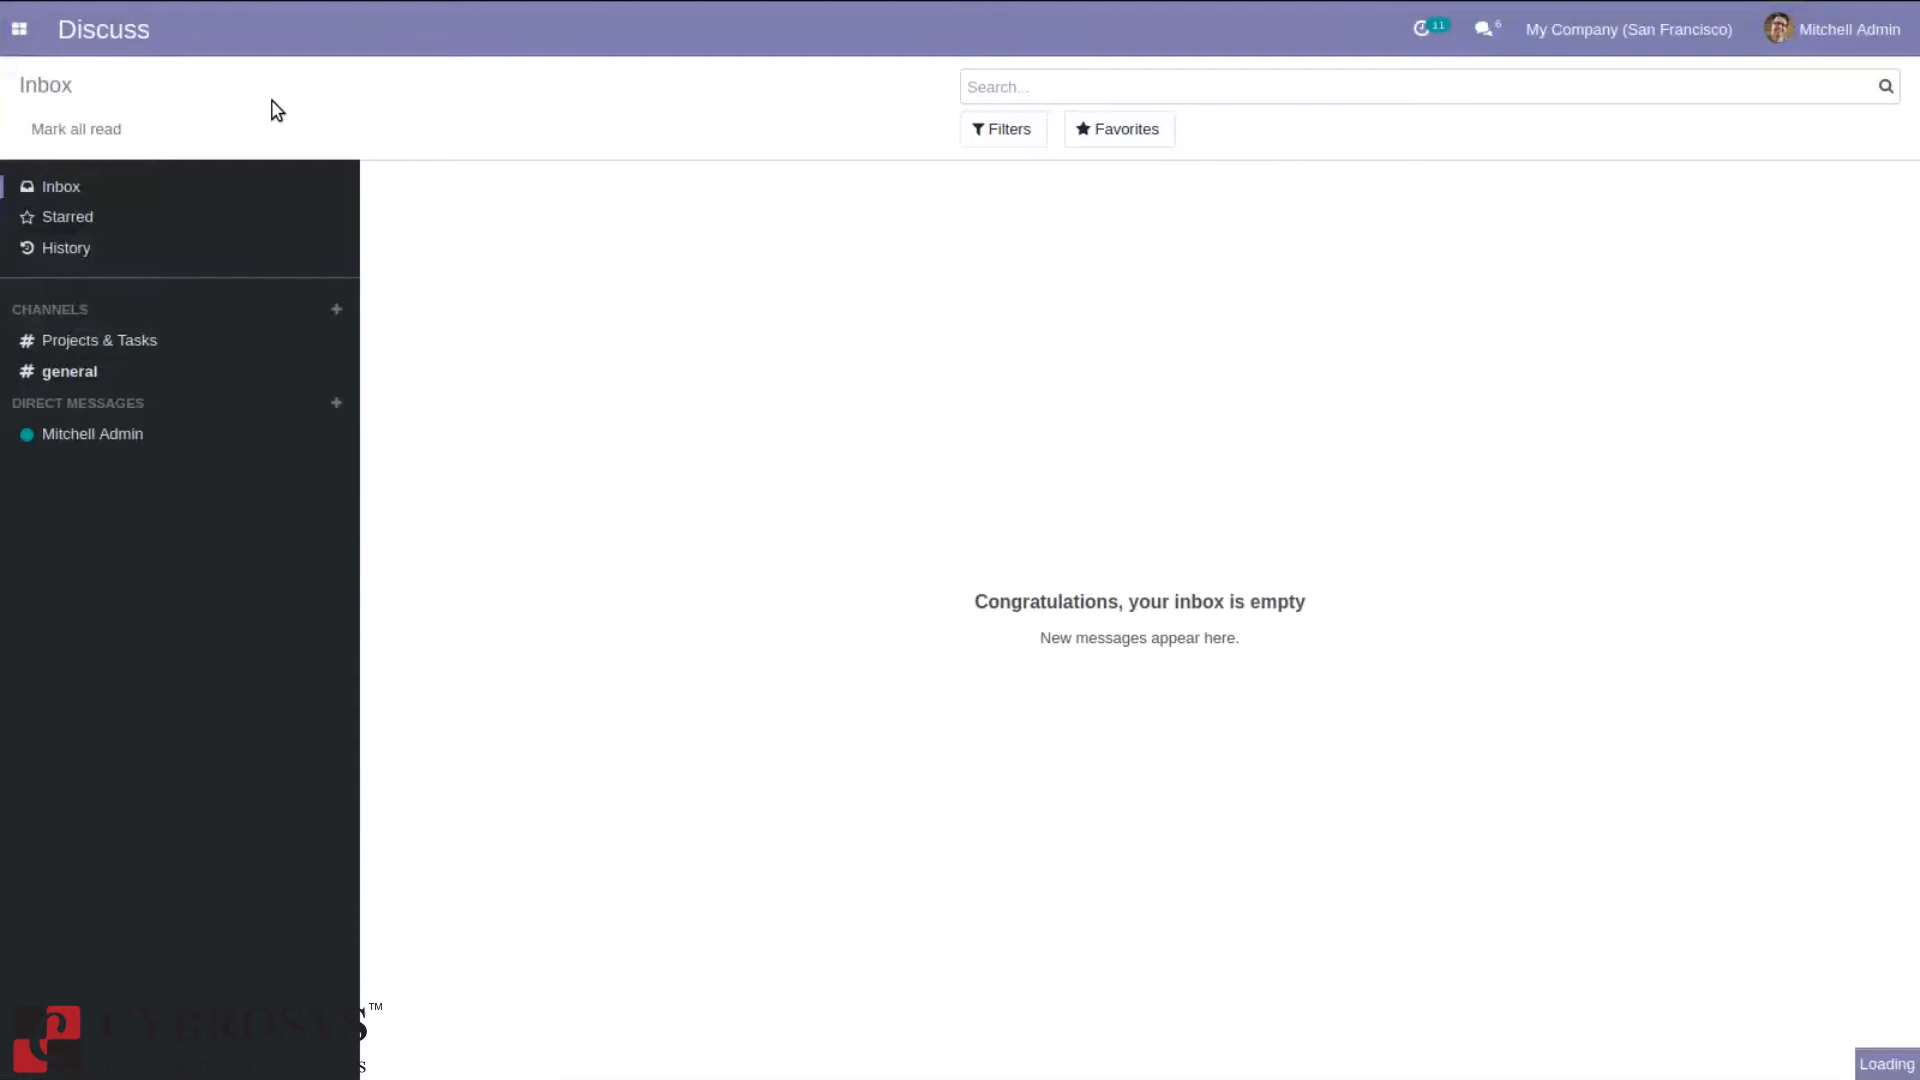 Discuss
11
6
My Company (San Francisco)
Mitchell Admin
Inbox
Search...
Mark all read
Filters
Favorites
Inbox
Starred
History
CHANNELS
# Projects & Tasks
# general
DIRECT MESSAGES
Mitchell Admin
Congratulations, your inbox is empty
New messages appear here.
CYBROSYS™
Loading